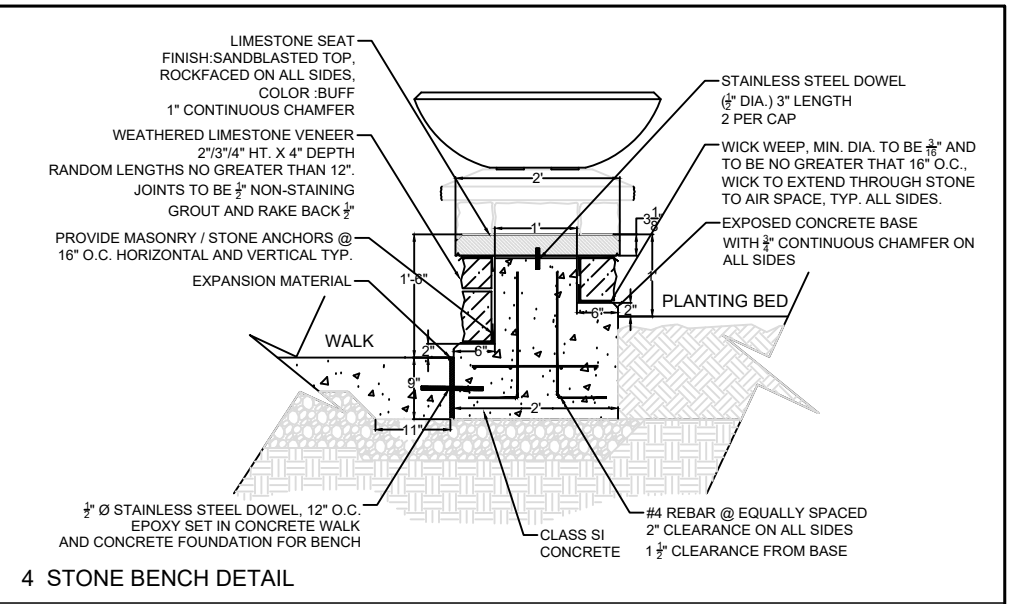 LIMESTONE SEAT
FINISH:SANDBLASTED TOP,
ROCKFACED ON ALL SIDES,
COLOR :BUFF
1" CONTINUOUS CHAMFER
WEATHERED LIMESTONE VENEER
2"/3"/4" HT. X 4" DEPTH
RANDOM LENGTHS NO GREATER THAN 12".
JOINTS TO BE 1/2" NON-STAINING
GROUT AND RAKE BACK 1/2"
PROVIDE MASONRY / STONE ANCHORS @
16" O.C. HORIZONTAL AND VERTICAL TYP.
EXPANSION MATERIAL
WALK
STAINLESS STEEL DOWEL
(1/2" DIA.) 3" LENGTH
2 PER CAP
WICK WEEP, MIN. DIA. TO BE 3/16" AND
TO BE NO GREATER THAT 16" O.C.,
WICK TO EXTEND THROUGH STONE
TO AIR SPACE, TYP. ALL SIDES.
EXPOSED CONCRETE BASE
WITH 3/4" CONTINUOUS CHAMFER ON
ALL SIDES
PLANTING BED
2'
1'
3 1/8"
1'-6"
6"
2"
2"
6"
9"
2'
11"
1/2" Ø STAINLESS STEEL DOWEL, 12" O.C.
EPOXY SET IN CONCRETE WALK
AND CONCRETE FOUNDATION FOR BENCH
CLASS SI
CONCRETE
#4 REBAR @ EQUALLY SPACED
2" CLEARANCE ON ALL SIDES
1 1/2" CLEARANCE FROM BASE
4 STONE BENCH DETAIL